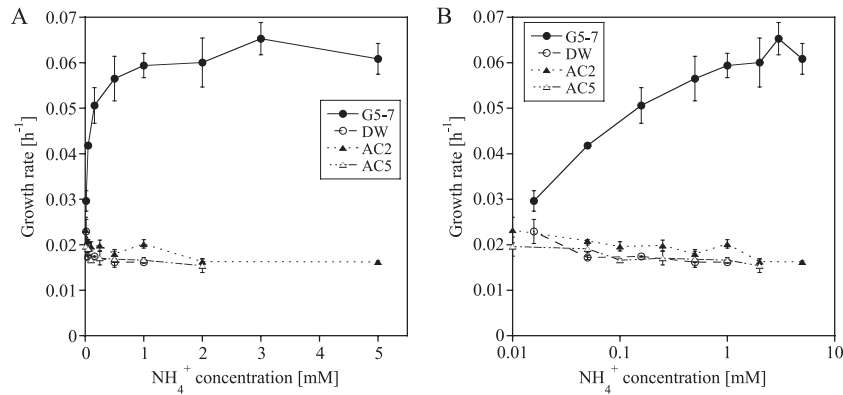 A
0.07
0.06
0.05
0.04
0.03
0.02
0.01
0
Growth rate [h⁻¹]
G5-7
DW
AC2
AC5
0 1 2 3 4 5
NH₄⁺ concentration [mM]
B
0.07
0.06
0.05
0.04
0.03
0.02
0.01
0
Growth rate [h⁻¹]
G5-7
DW
AC2
AC5
0.01 0.1 1 10
NH₄⁺ concentration [mM]